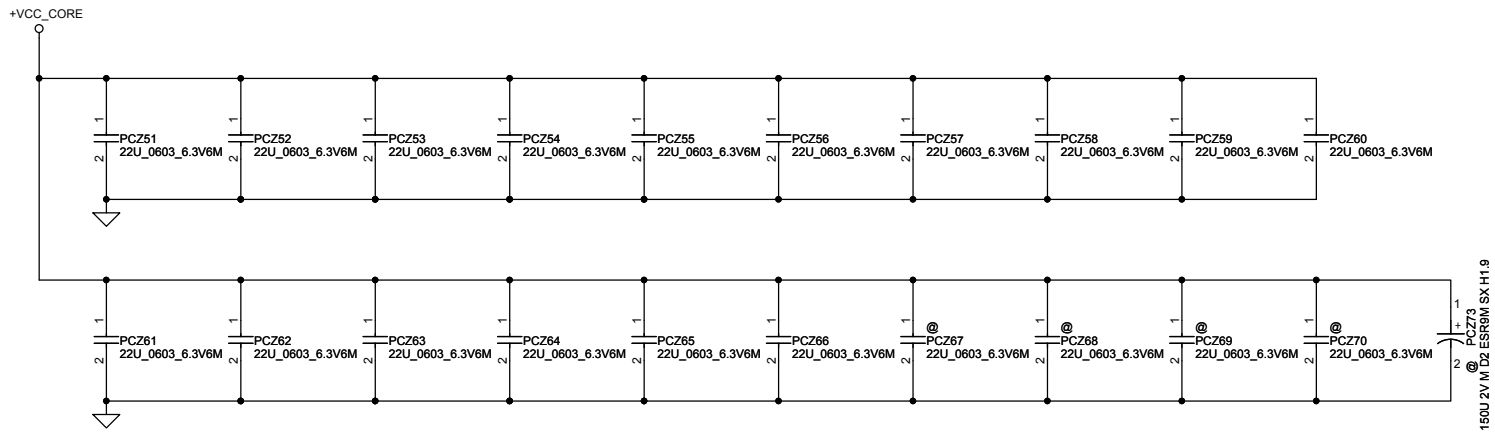 +VCC_CORE
1
PCZ51
22U_0603_6.3V6M
2
1
PCZ52
22U_0603_6.3V6M
2
1
PCZ53
22U_0603_6.3V6M
2
1
PCZ54
22U_0603_6.3V6M
2
1
PCZ55
22U_0603_6.3V6M
2
1
PCZ56
22U_0603_6.3V6M
2
1
PCZ57
22U_0603_6.3V6M
2
1
PCZ58
22U_0603_6.3V6M
2
1
PCZ59
22U_0603_6.3V6M
2
1
PCZ60
22U_0603_6.3V6M
2
1
PCZ61
22U_0603_6.3V6M
2
1
PCZ62
22U_0603_6.3V6M
2
1
PCZ63
22U_0603_6.3V6M
2
1
PCZ64
22U_0603_6.3V6M
2
1
PCZ65
22U_0603_6.3V6M
2
1
PCZ66
22U_0603_6.3V6M
2
1
@
PCZ67
22U_0603_6.3V6M
2
1
@
PCZ68
22U_0603_6.3V6M
2
1
@
PCZ69
22U_0603_6.3V6M
2
1
@
PCZ70
22U_0603_6.3V6M
2
1
+
2
@ PCZ73
150U 2V M D2 ESR9M SX H1.9